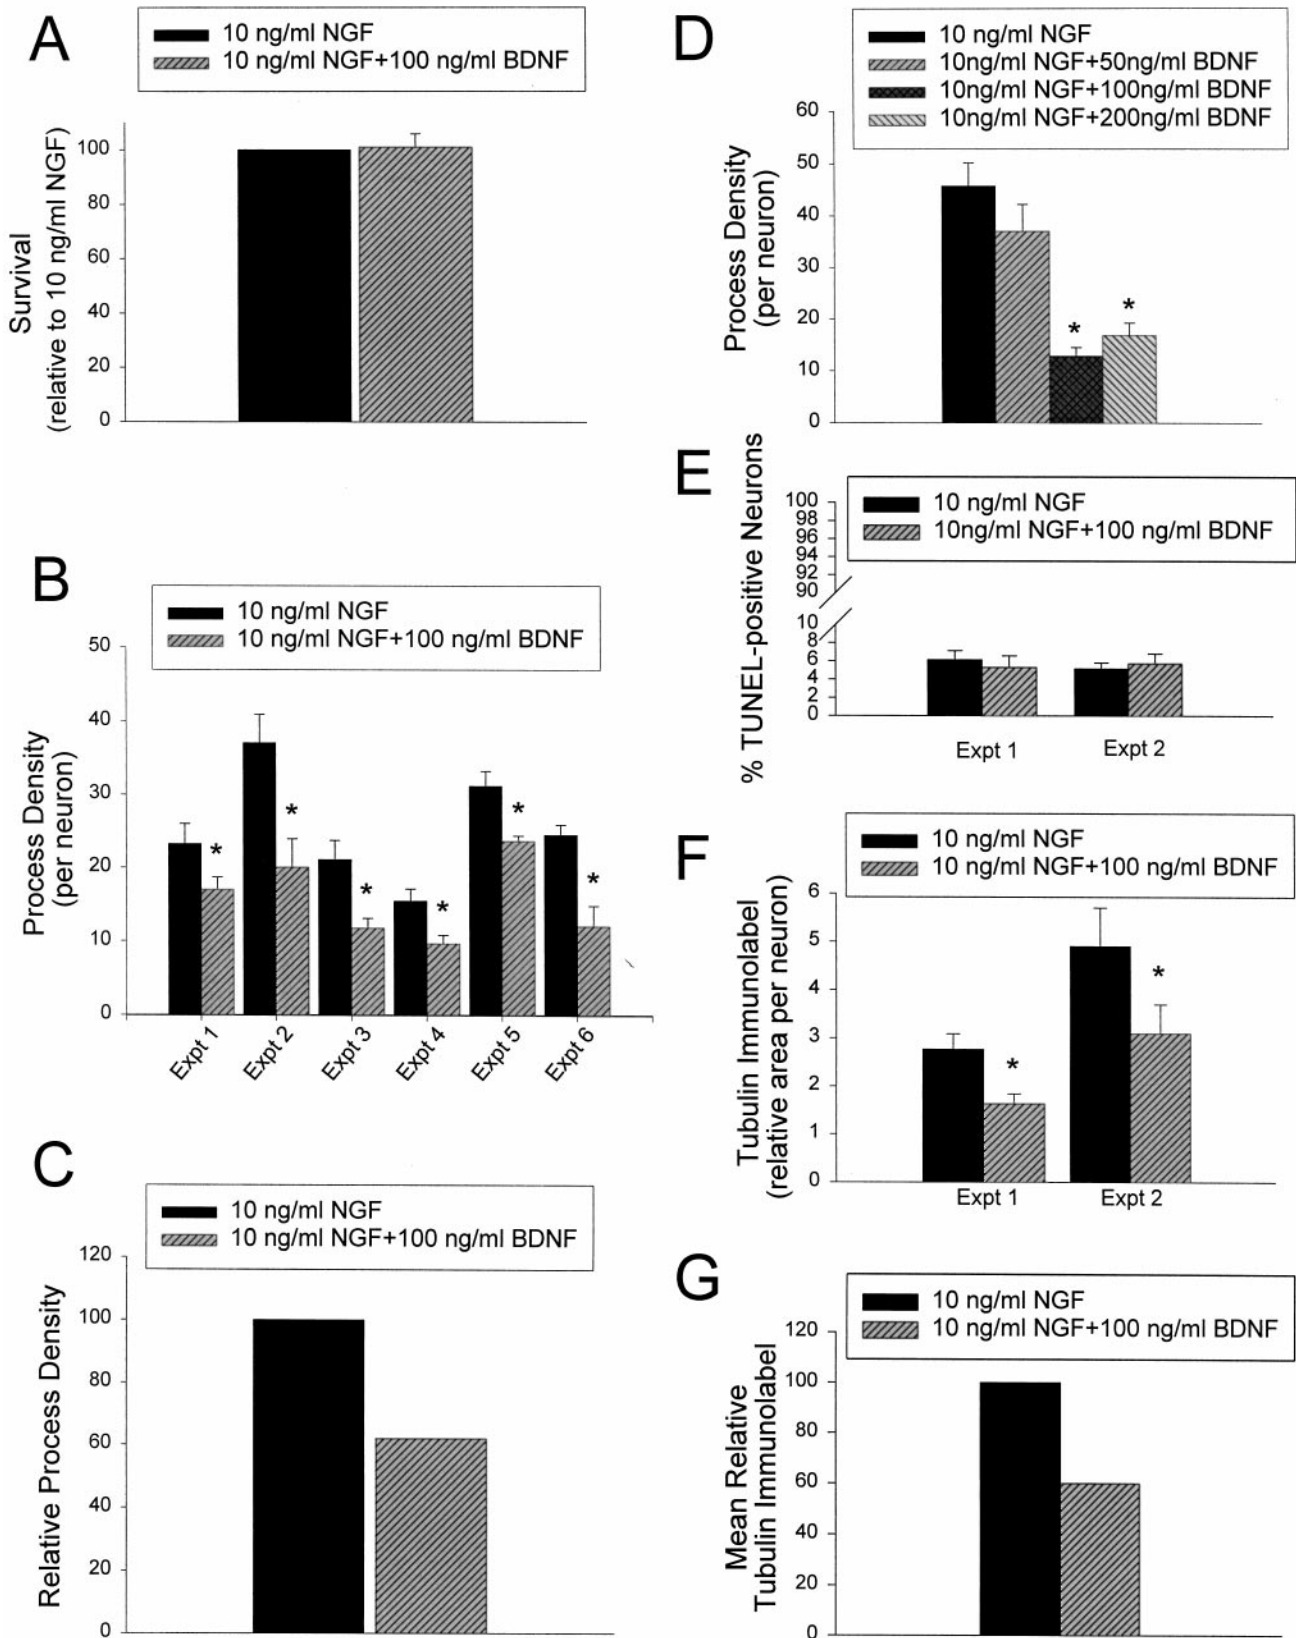 A
10 ng/ml NGF
10 ng/ml NGF+100 ng/ml BDNF
Survival
(relative to 10 ng/ml NGF)
100
80
60
40
20
0
B
10 ng/ml NGF
10 ng/ml NGF+100 ng/ml BDNF
Process Density
(per neuron)
50
40
30
20
10
0
* * * * * *
Expt 1 Expt 2 Expt 3 Expt 4 Expt 5 Expt 6
C
10 ng/ml NGF
10 ng/ml NGF+100 ng/ml BDNF
Relative Process Density
120
100
80
60
40
20
0
D
10 ng/ml NGF
10ng/ml NGF+50ng/ml BDNF
10ng/ml NGF+100ng/ml BDNF
10ng/ml NGF+200ng/ml BDNF
Process Density
(per neuron)
60
50
40
30
20
10
0
* *
E
10 ng/ml NGF
10ng/ml NGF+100 ng/ml BDNF
% TUNEL-positive Neurons
100
98
96
94
92
90
10
8
6
4
2
0
Expt 1 Expt 2
F
10 ng/ml NGF
10 ng/ml NGF+100 ng/ml BDNF
Tubulin Immunolabel
(relative area per neuron)
6
5
4
3
2
1
0
* *
Expt 1 Expt 2
G
10 ng/ml NGF
10 ng/ml NGF+100 ng/ml BDNF
Mean Relative
Tubulin Immunolabel
120
100
80
60
40
20
0